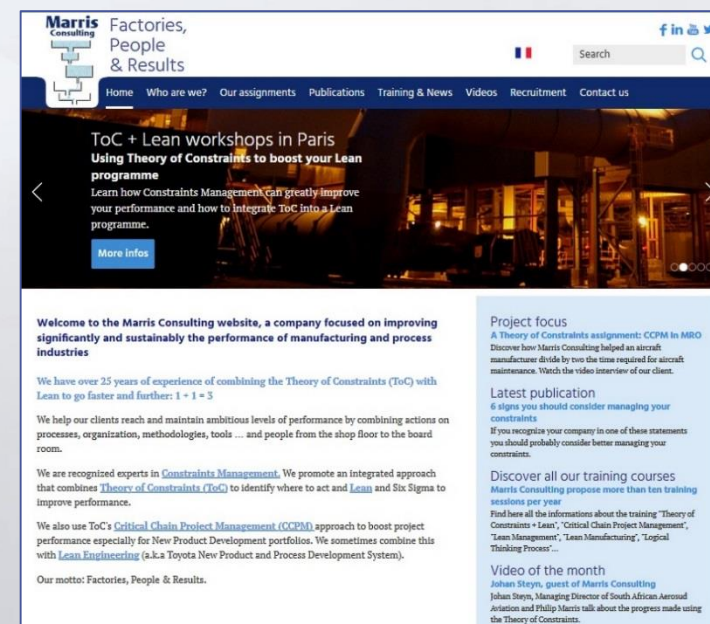 Marris
Consulting
Factories,
People
& Results
Search
Home Who are we? Our assignments Publications Training & News Videos Recruitment Contact us
ToC + Lean workshops in Paris
Using Theory of Constraints to boost your Lean
programme
Learn how Constraints Management can greatly improve
your performance and how to integrate ToC into a Lean
programme.
More infos
Welcome to the Marris Consulting website, a company focused on improving
significantly and sustainably the performance of manufacturing and process
industries
We have over 25 years of experience of combining the Theory of Constraints (ToC) with
Lean to go faster and further: 1 + 1 = 3
We help our clients reach and maintain ambitious levels of performance by combining actions on
processes, organization, methodologies, tools ... and people from the shop floor to the board
room.
We are recognized experts in Constraints Management. We promote an integrated approach
that combines Theory of Constraints (ToC) to identify where to act and Lean and Six Sigma to
improve performance.
We also use ToC's Critical Chain Project Management (CCPM) approach to boost project
performance especially for New Product Development portfolios. We sometimes combine this
with Lean Engineering (a.k.a Toyota New Product and Process Development System).
Our motto: Factories, People & Results.
Project focus
A Theory of Constraints assignment: CCPM in MRO
Discover how Marris Consulting helped an aircraft
manufacturer divide by two the time required for aircraft
maintenance. Watch the video interview of our client.
Latest publication
6 signs you should consider managing your
constraints
If you recognize your company in one of these statements
you should probably consider better managing your
constraints.
Discover all our training courses
Marris Consulting propose more than ten training
sessions per year
Find here all the informations about the training "Theory of
Constraints + Lean", "Critical Chain Project Management",
"Lean Management", "Lean Manufacturing", "Logical
Thinking Process"...
Video of the month
Johan Steyn, guest of Marris Consulting
Johan Steyn, Managing Director of South African Aerosud
Aviation and Philip Marris talk about the progress made using
the Theory of Constraints.